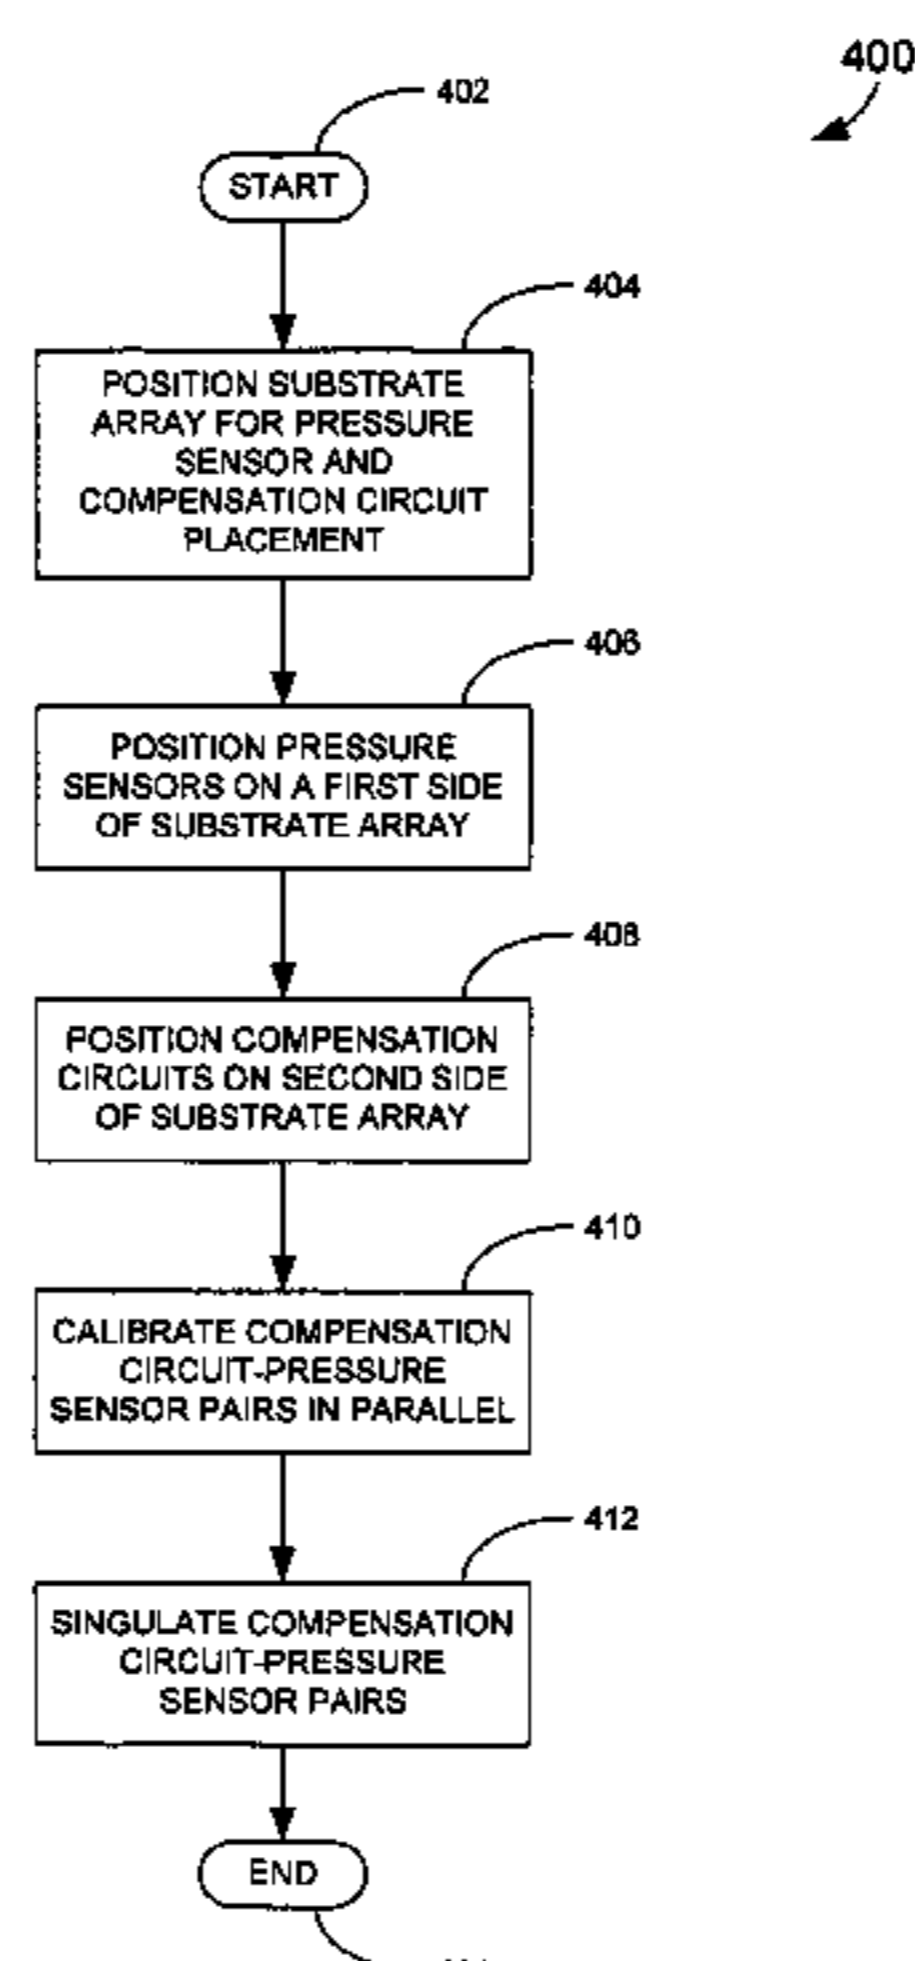 400
402
START
404
POSITION SUBSTRATE
ARRAY FOR PRESSURE
SENSOR AND
COMPENSATION CIRCUIT
PLACEMENT
406
POSITION PRESSURE
SENSORS ON A FIRST SIDE
OF SUBSTRATE ARRAY
408
POSITION COMPENSATION
CIRCUITS ON SECOND SIDE
OF SUBSTRATE ARRAY
410
CALIBRATE COMPENSATION
CIRCUIT-PRESSURE
SENSOR PAIRS IN PARALLEL
412
SINGULATE COMPENSATION
CIRCUIT-PRESSURE
SENSOR PAIRS
END